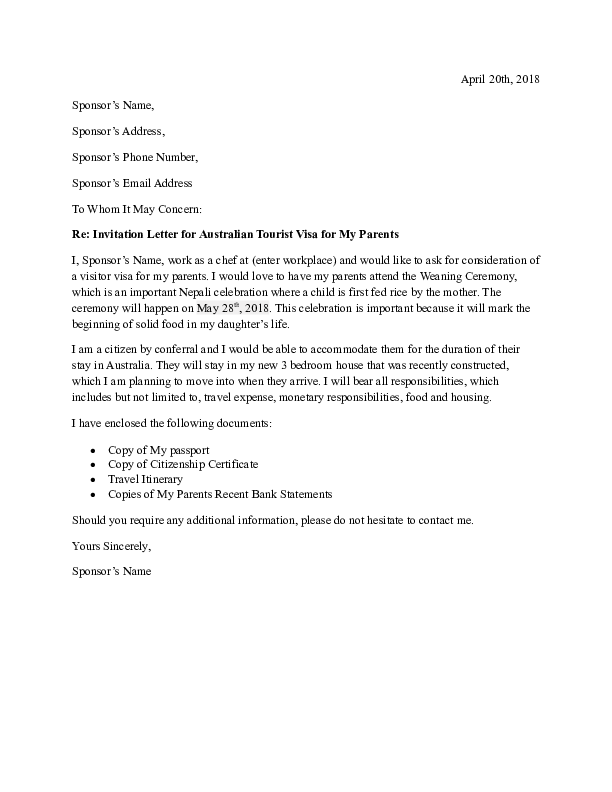 April 20th, 2018
Sponsor’s Name,
Sponsor’s Address,
Sponsor’s Phone Number,
Sponsor’s Email Address
To Whom It May Concern:
Re: Invitation Letter for Australian Tourist Visa for My Parents
I, Sponsor’s Name, work as a chef at (enter workplace) and would like to ask for consideration of
a visitor visa for my parents. I would love to have my parents attend the Weaning Ceremony,
which is an important Nepali celebration where a child is first fed rice by the mother. The
ceremony will happen on May 28th, 2018. This celebration is important because it will mark the
beginning of solid food in my daughter’s life.
I am a citizen by conferral and I would be able to accommodate them for the duration of their
stay in Australia. They will stay in my new 3 bedroom house that was recently constructed,
which I am planning to move into when they arrive. I will bear all responsibilities, which
includes but not limited to, travel expense, monetary responsibilities, food and housing.
I have enclosed the following documents:
• Copy of My passport
• Copy of Citizenship Certificate
• Travel Itinerary
• Copies of My Parents Recent Bank Statements
Should you require any additional information, please do not hesitate to contact me.
Yours Sincerely,
Sponsor’s Name